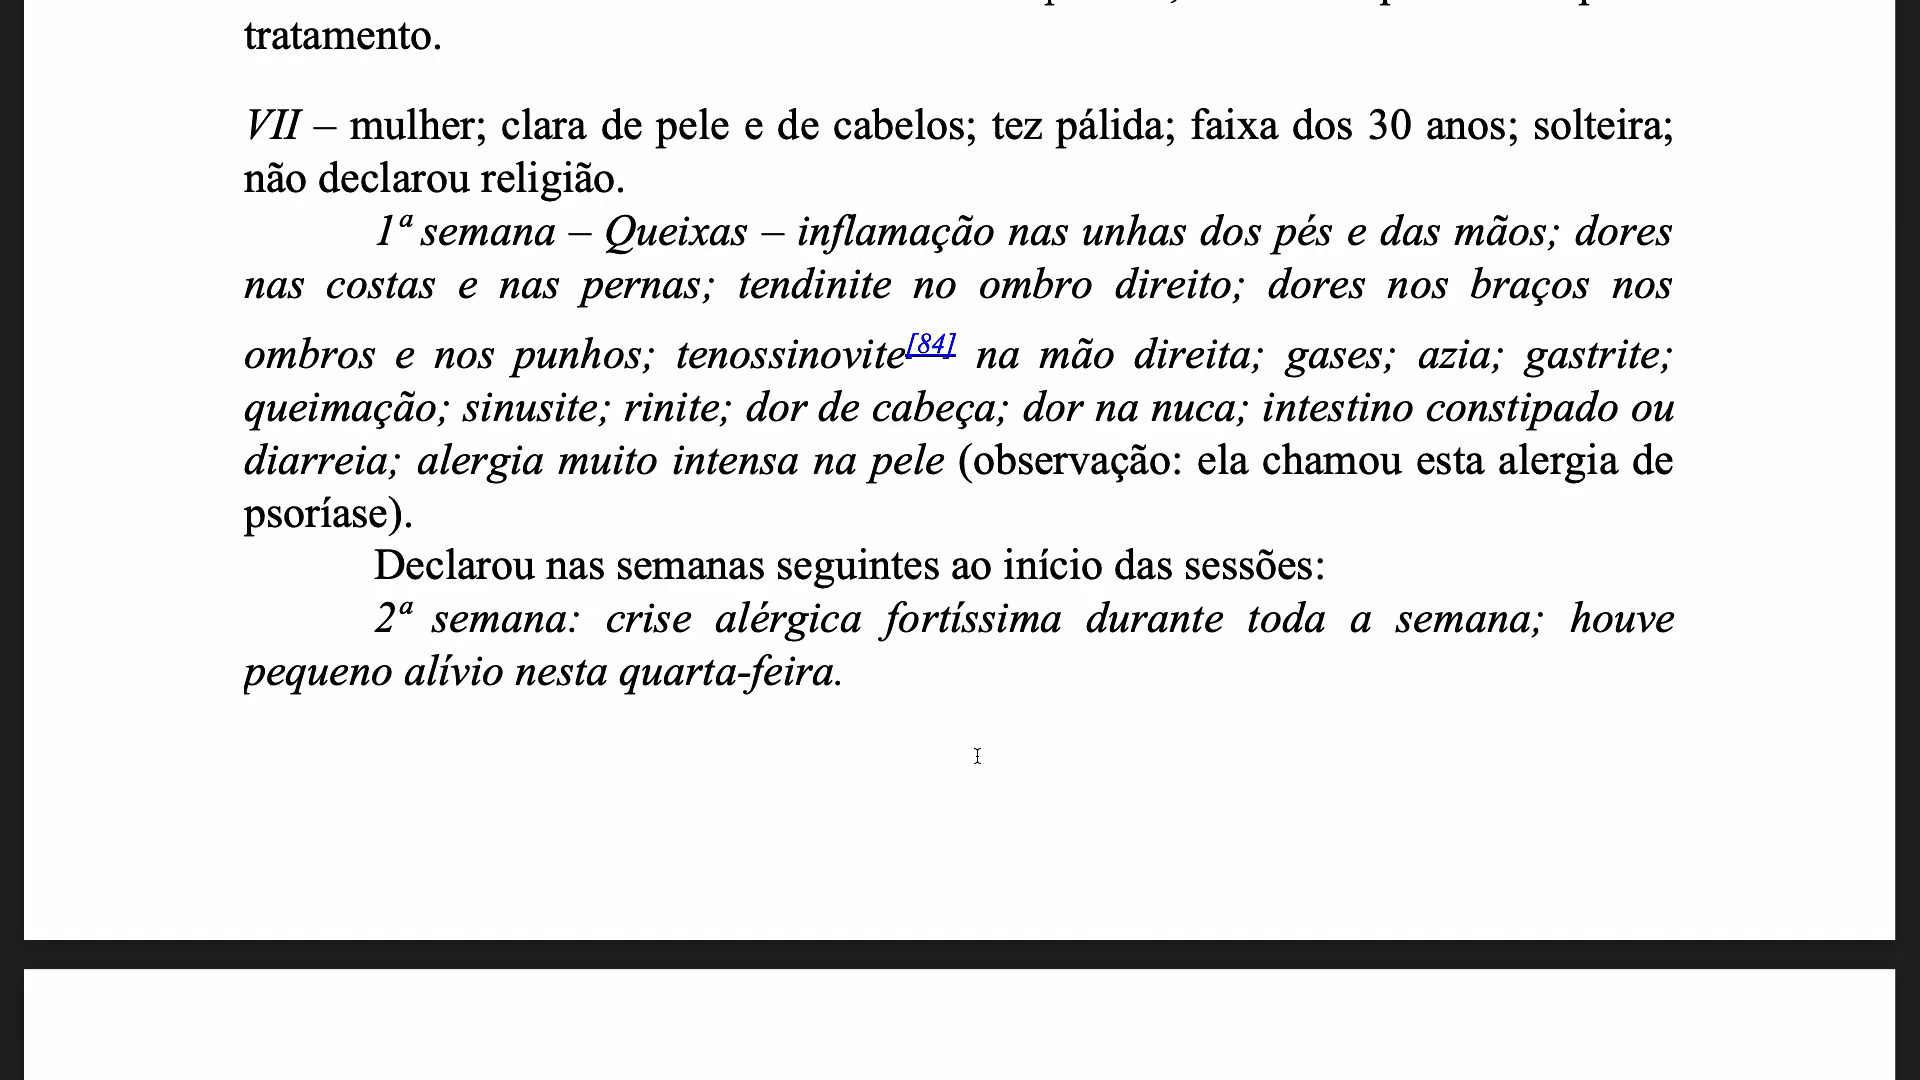 tratamento.
VII – mulher; clara de pele e de cabelos; tez pálida; faixa dos 30 anos; solteira;
não declarou religião.
1ª semana – Queixas – inflamação nas unhas dos pés e das mãos; dores
nas costas e nas pernas; tendinite no ombro direito; dores nos braços nos
ombros e nos punhos; tenossinovite[84] na mão direita; gases; azia; gastrite;
queimação; sinusite; rinite; dor de cabeça; dor na nuca; intestino constipado ou
diarreia; alergia muito intensa na pele (observação: ela chamou esta alergia de
psoríase).
Declarou nas semanas seguintes ao início das sessões:
2ª semana: crise alérgica fortíssima durante toda a semana; houve
pequeno alívio nesta quarta-feira.